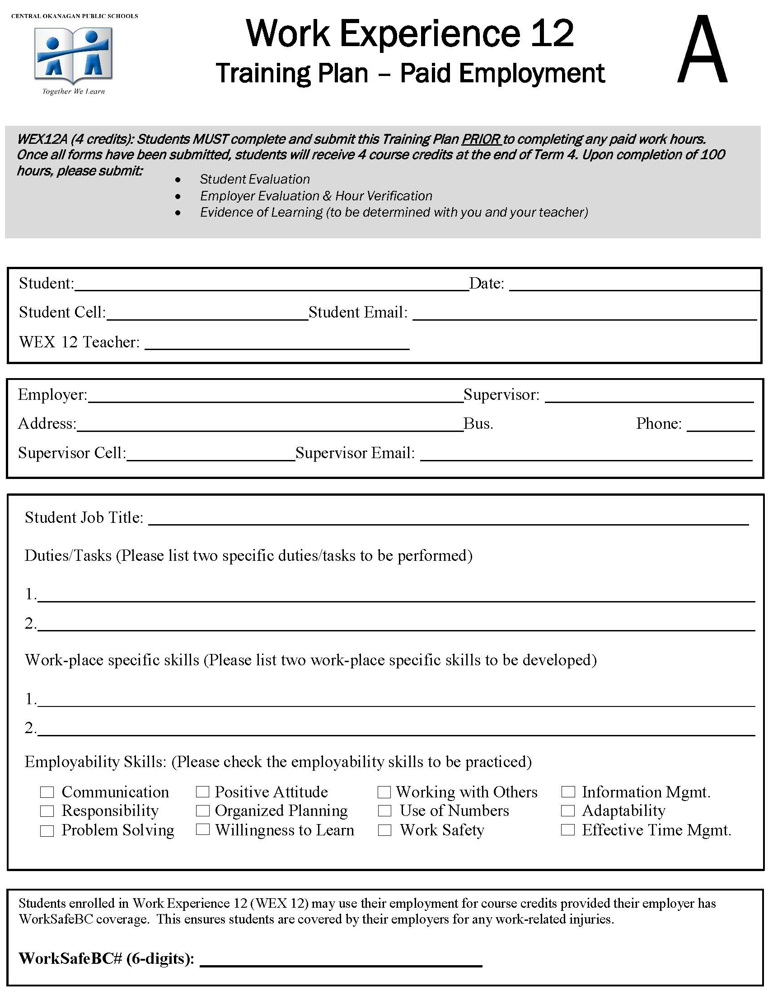 CENTRAL OKANAGAN PUBLIC SCHOOLS
Together We Learn
Work Experience 12
Training Plan – Paid Employment
A
WEX12A (4 credits): Students MUST complete and submit this Training Plan PRIOR to completing any paid work hours.
Once all forms have been submitted, students will receive 4 course credits at the end of Term 4. Upon completion of 100
hours, please submit:
• Student Evaluation
• Employer Evaluation & Hour Verification
• Evidence of Learning (to be determined with you and your teacher)
Student: Date:
Student Cell: Student Email:
WEX 12 Teacher:
Employer: Supervisor:
Address: Bus. Phone:
Supervisor Cell: Supervisor Email:
Student Job Title:
Duties/Tasks (Please list two specific duties/tasks to be performed)
1.
2.
Work-place specific skills (Please list two work-place specific skills to be developed)
1.
2.
Employability Skills: (Please check the employability skills to be practiced)
☐ Communication ☐ Positive Attitude ☐ Working with Others ☐ Information Mgmt.
☐ Responsibility ☐ Organized Planning ☐ Use of Numbers ☐ Adaptability
☐ Problem Solving ☐ Willingness to Learn ☐ Work Safety ☐ Effective Time Mgmt.
Students enrolled in Work Experience 12 (WEX 12) may use their employment for course credits provided their employer has
WorkSafeBC coverage. This ensures students are covered by their employers for any work-related injuries.
WorkSafeBC# (6-digits):